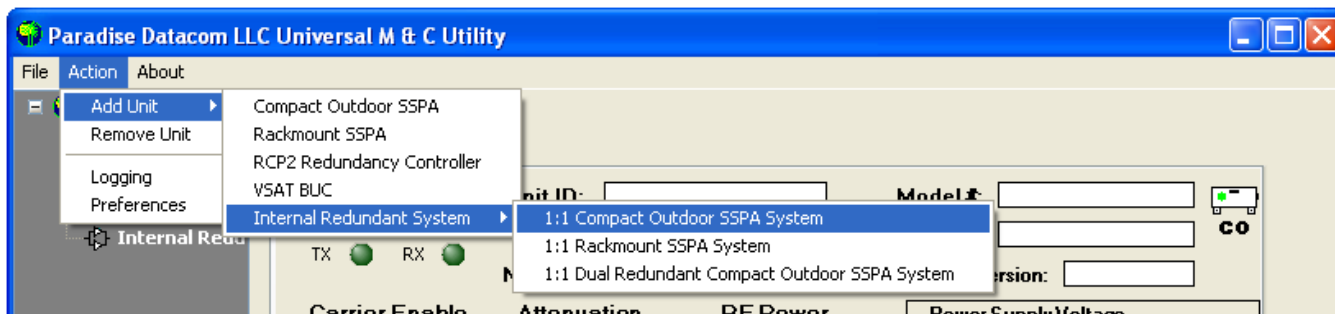 Paradise Datacom LLC Universal M & C Utility
File Action About
Add Unit
Remove Unit
Logging
Preferences
Compact Outdoor SSPA
Rackmount SSPA
RCP2 Redundancy Controller
VSAT BUC
Internal Redundant System
1:1 Compact Outdoor SSPA System
1:1 Rackmount SSPA System
1:1 Dual Redundant Compact Outdoor SSPA System
Internal Redu
nit ID:
Model #:
CO
TX RX
rsion:
Carrier Enable Attenuation RF Power Power Supply Voltage